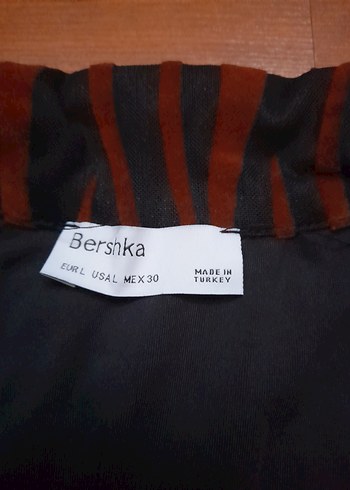 Bershka
EUR L USA L MEX 30
MADE IN
TURKEY